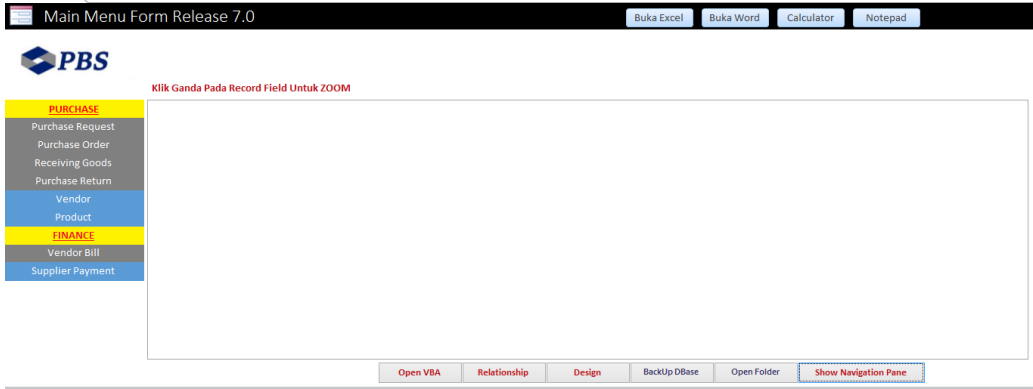 Main Menu Form Release 7.0
Buka Excel
Buka Word
Calculator
Notepad
PBS
Klik Ganda Pada Record Field Untuk ZOOM
PURCHASE
Purchase Request
Purchase Order
Receiving Goods
Purchase Return
Vendor
Product
FINANCE
Vendor Bill
Supplier Payment
Open VBA
Relationship
Design
BackUp DBase
Open Folder
Show Navigation Pane